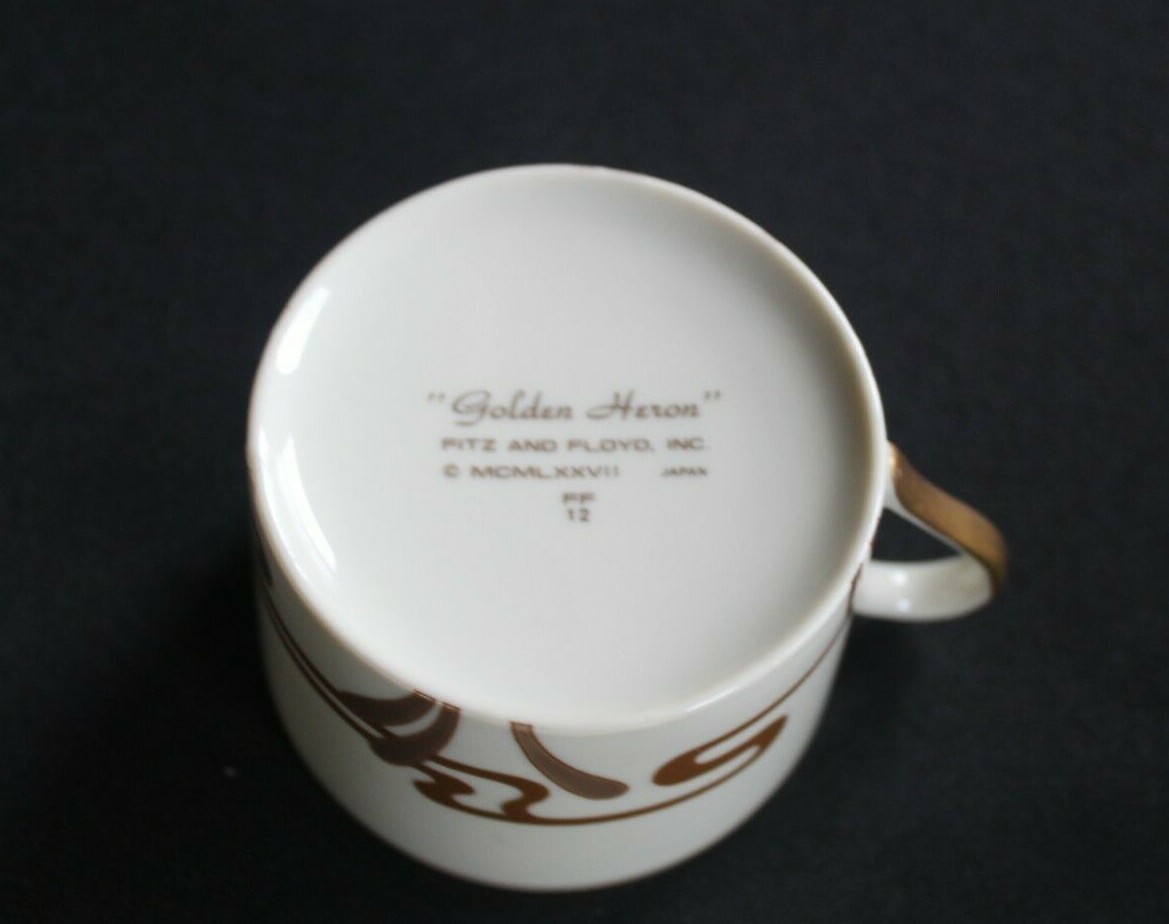 "Golden Heron"
FITZ AND FLOYD, INC.
© MCMLXXVII JAPAN
FF
12